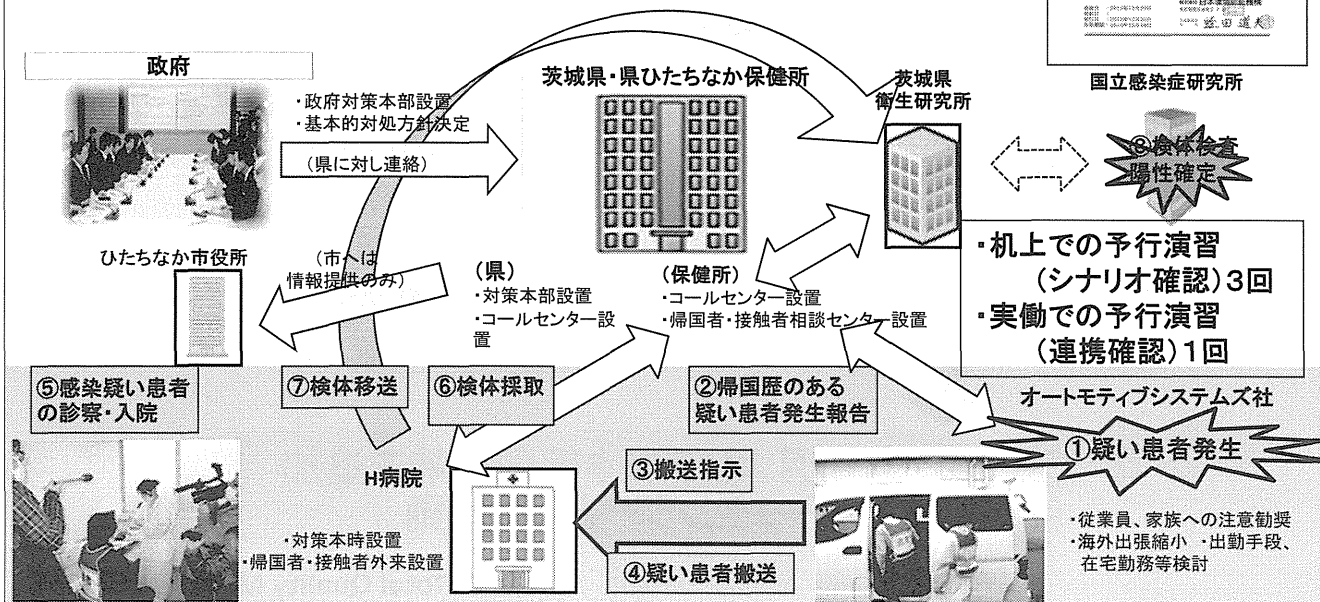 益田道夫
政府
・政府対策本部設置
・基本的対処方針決定
(県に対し連絡)
茨城県・県ひたちなか保健所
茨城県
衛生研究所
国立感染症研究所
⑧検体検査
陽性確定
・机上での予行演習
(シナリオ確認)3回
・実働での予行演習
(連携確認)1回
ひたちなか市役所
(市へは
情報提供のみ)
(県)
・対策本部設置
・コールセンター設
置
(保健所)
・コールセンター設置
・帰国者・接触者相談センター設置
⑤感染疑い患者
の診察・入院
⑦検体移送
⑥検体採取
②帰国歴のある
疑い患者発生報告
オートモティブシステムズ社
①疑い患者発生
H病院
③搬送指示
④疑い患者搬送
・対策本時設置
・帰国者・接触者外来設置
・従業員、家族への注意勧奨
・海外出張縮小 ・出勤手段、
在宅勤務等検討